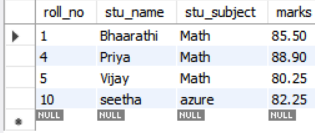 roll_no stu_name stu_subject marks
1 Bhaarathi Math 85.50
4 Priya Math 88.90
5 Vijay Math 80.25
10 seetha azure 82.25
NULL NULL NULL NULL